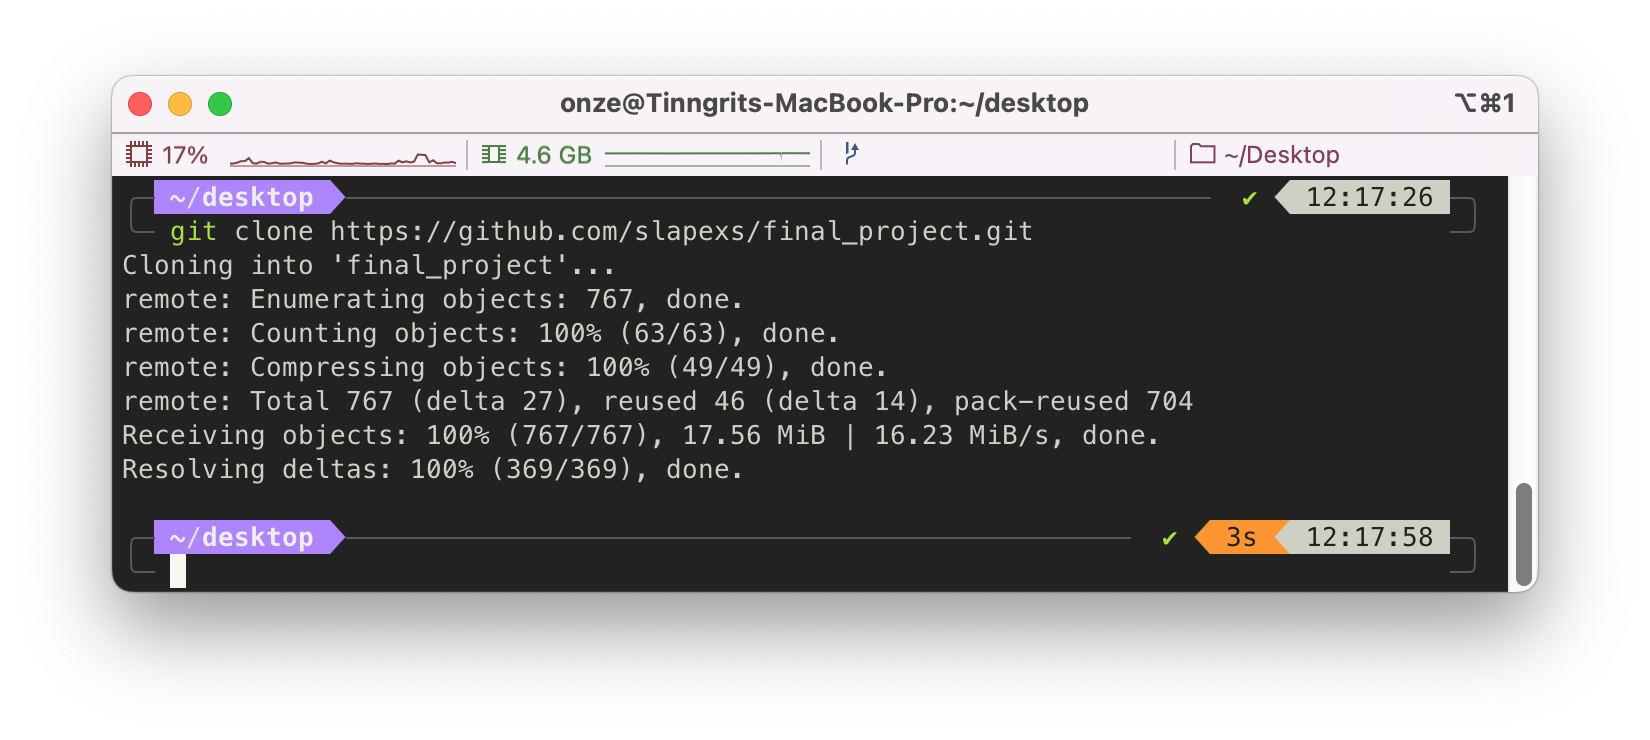 onze@Tinngrits-MacBook-Pro:~/desktop ⌥⌘1
17% 4.6 GB ~/Desktop
~/desktop ✔ 12:17:26
git clone https://github.com/slapexs/final_project.git
Cloning into 'final_project'...
remote: Enumerating objects: 767, done.
remote: Counting objects: 100% (63/63), done.
remote: Compressing objects: 100% (49/49), done.
remote: Total 767 (delta 27), reused 46 (delta 14), pack-reused 704
Receiving objects: 100% (767/767), 17.56 MiB | 16.23 MiB/s, done.
Resolving deltas: 100% (369/369), done.
~/desktop ✔ 3s 12:17:58